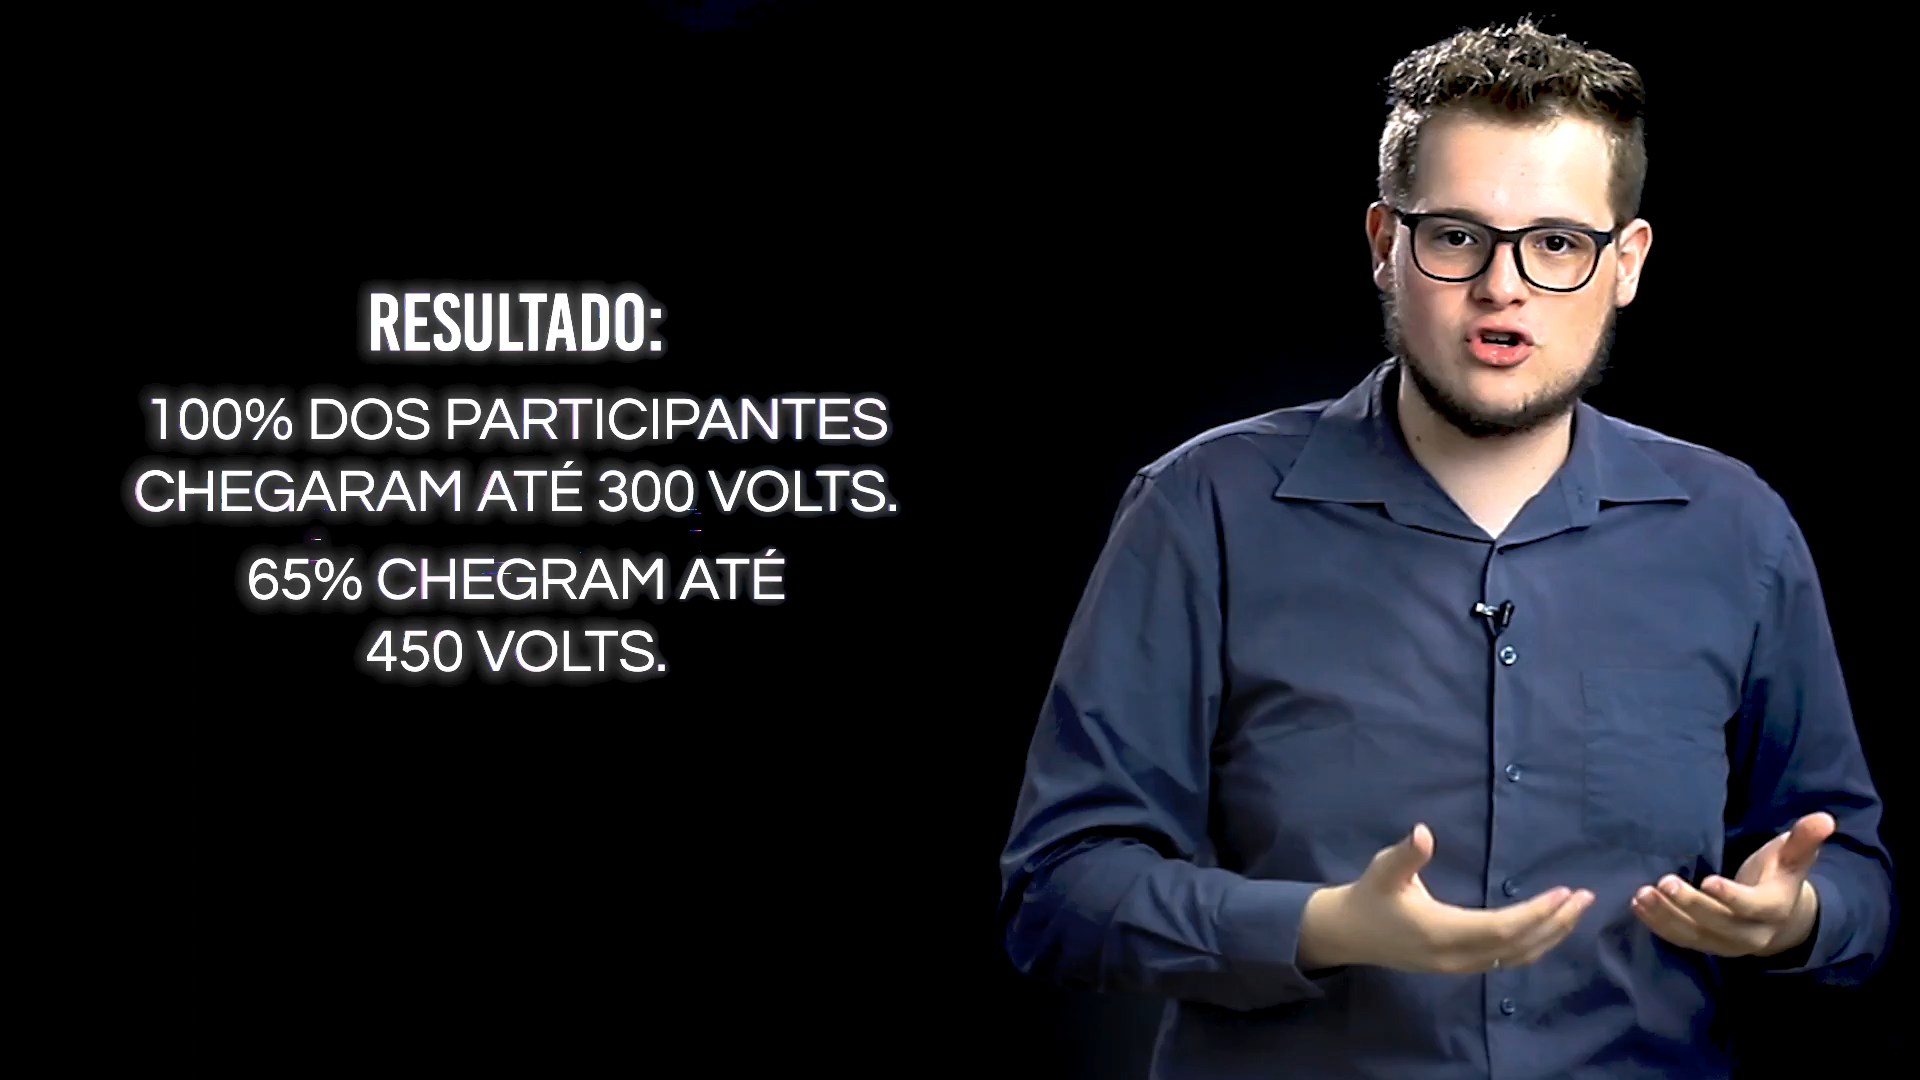 RESULTADO:
100% DOS PARTICIPANTES
CHEGARAM ATÉ 300 VOLTS.
65% CHEGRAM ATÉ
450 VOLTS.